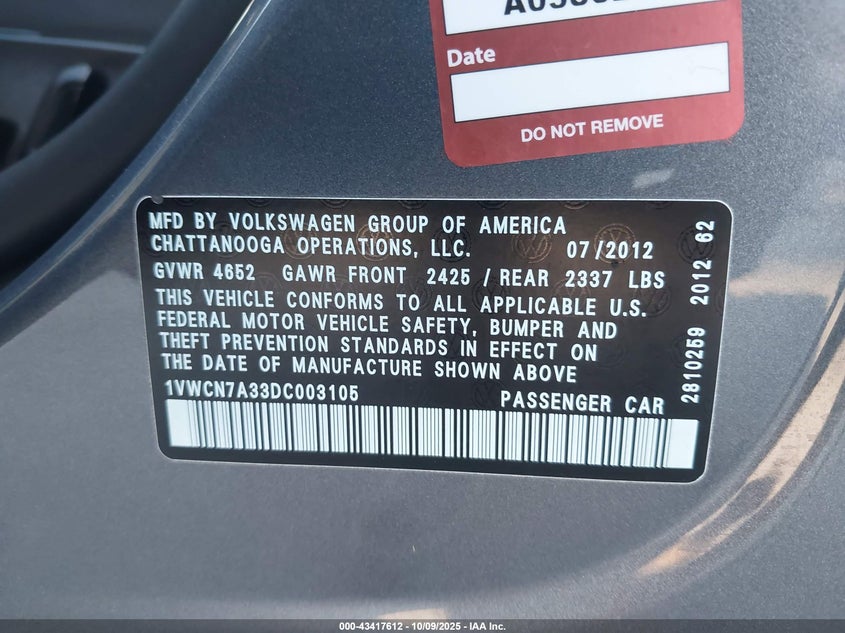 Date
DO NOT REMOVE
MFD BY VOLKSWAGEN GROUP OF AMERICA
CHATTANOOGA OPERATIONS, LLC. 07/2012
GVWR 4652 GAWR FRONT 2425 / REAR 2337 LBS
THIS VEHICLE CONFORMS TO ALL APPLICABLE U.S.
FEDERAL MOTOR VEHICLE SAFETY, BUMPER AND
THEFT PREVENTION STANDARDS IN EFFECT ON
THE DATE OF MANUFACTURE SHOWN ABOVE
1VWCN7A33DC003105 PASSENGER CAR
2810259 2012 62
000-43417612 - 10/09/2025 - IAA Inc.